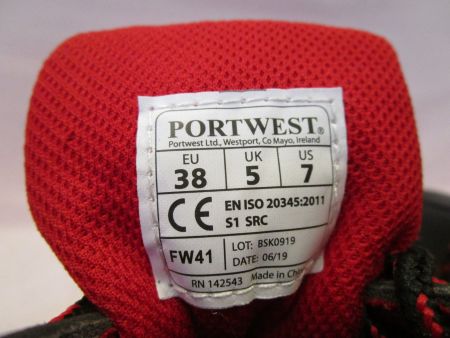 PORTWEST®
Portwest Ltd., Westport, Co Mayo, Ireland
EU UK US
38 5 7
CE EN ISO 20345:2011
S1 SRC
FW41 LOT: BSK0919
DATE: 06/19
RN 142543 Made in China